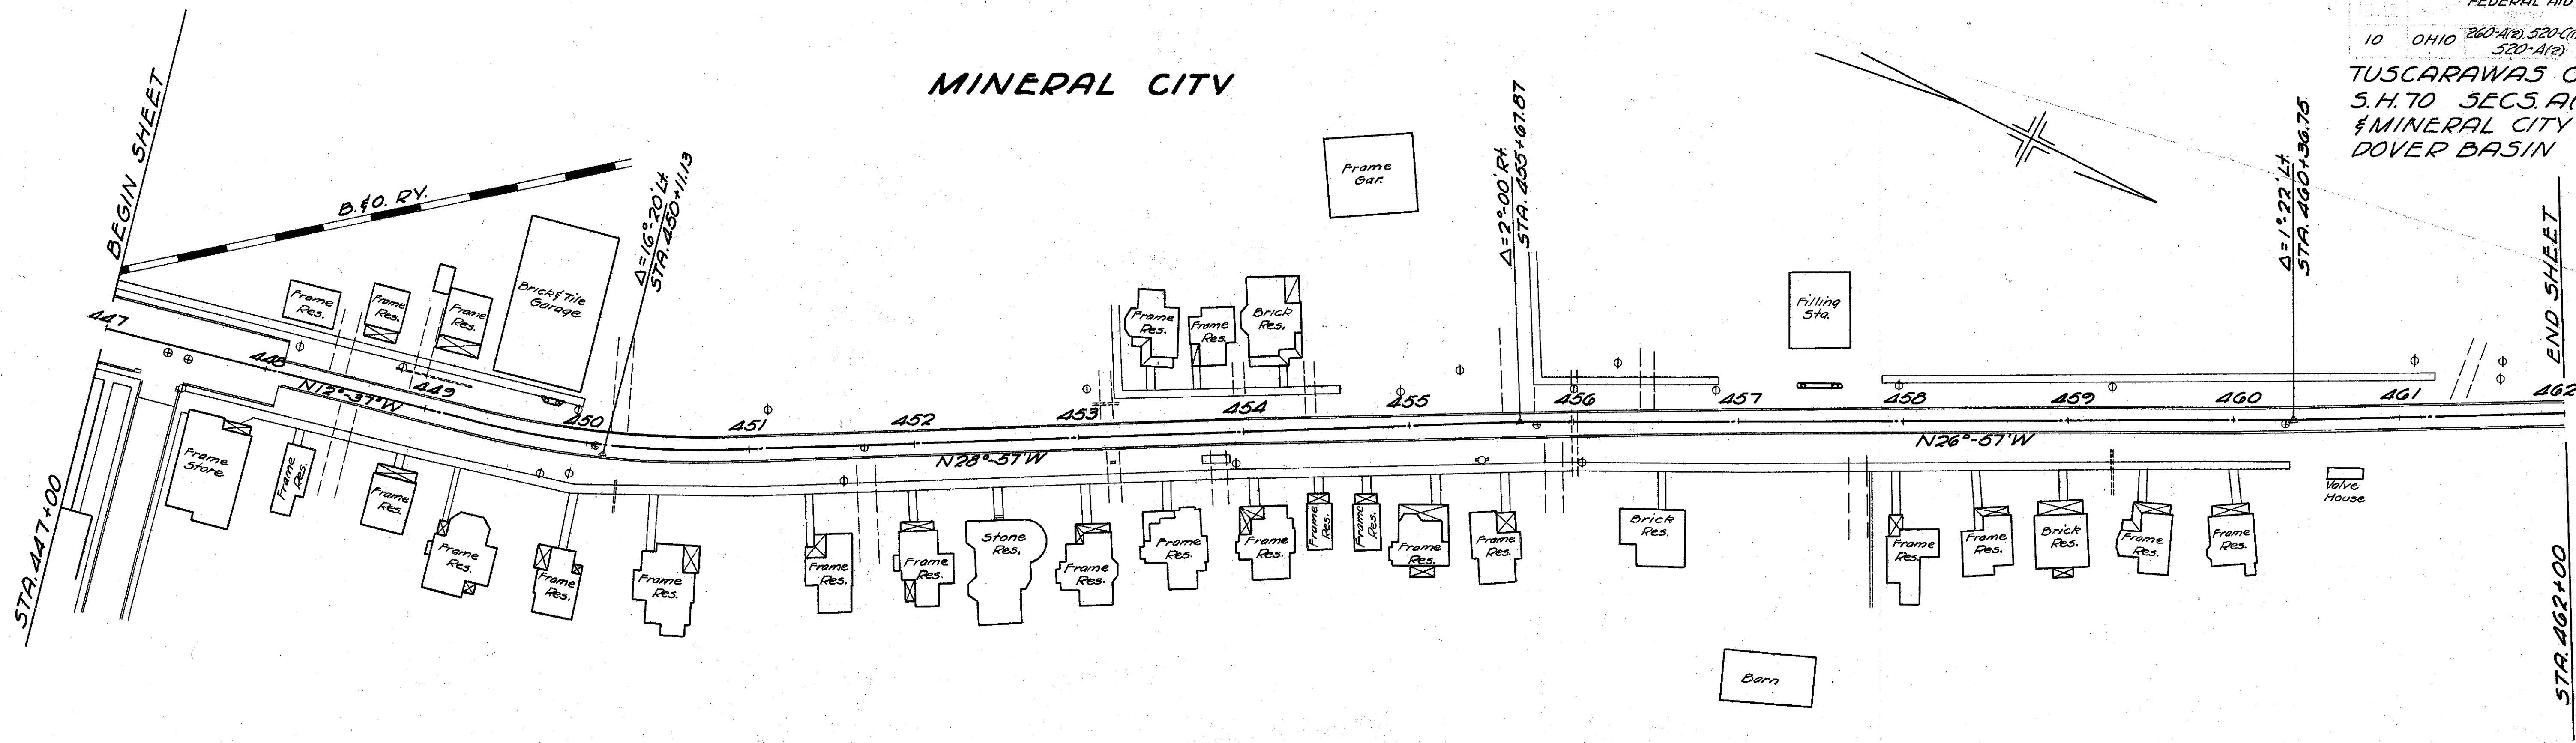 FEDERAL AID
10 OHIO 260-A(2), 520-C(1
520-A(2)
TUSCARAWAS C
S.H.70 SECS. A(
& MINERAL CITY
DOVER BASIN
MINERAL CITY
BEGIN SHEET
STA. 447+00
B.&O. RY.
Δ=16°-20' Lt.
STA. 450+11.13
Δ=2°-00' Rt.
STA. 455+67.87
Δ=1°-22' Lt.
STA. 460+36.75
END SHEET
STA. 462+00
Frame
Res.
Frame
Res.
Frame
Res.
Brick & Tile
Garage
Frame
Gar.
Frame
Res.
Frame
Res.
Brick
Res.
Filling
Sta.
447
448
449
450
451
452
453
454
455
456
457
458
459
460
461
462
N12°-37'W
N28°-57'W
N26°-57'W
Frame
Store
Frame
Res.
Frame
Res.
Frame
Res.
Frame
Res.
Frame
Res.
Frame
Res.
Frame
Res.
Stone
Res.
Frame
Res.
Frame
Res.
Frame
Res.
Frame
Res.
Frame
Res.
Frame
Res.
Frame
Res.
Brick
Res.
Frame
Res.
Frame
Res.
Brick
Res.
Frame
Res.
Frame
Res.
Valve
House
Barn